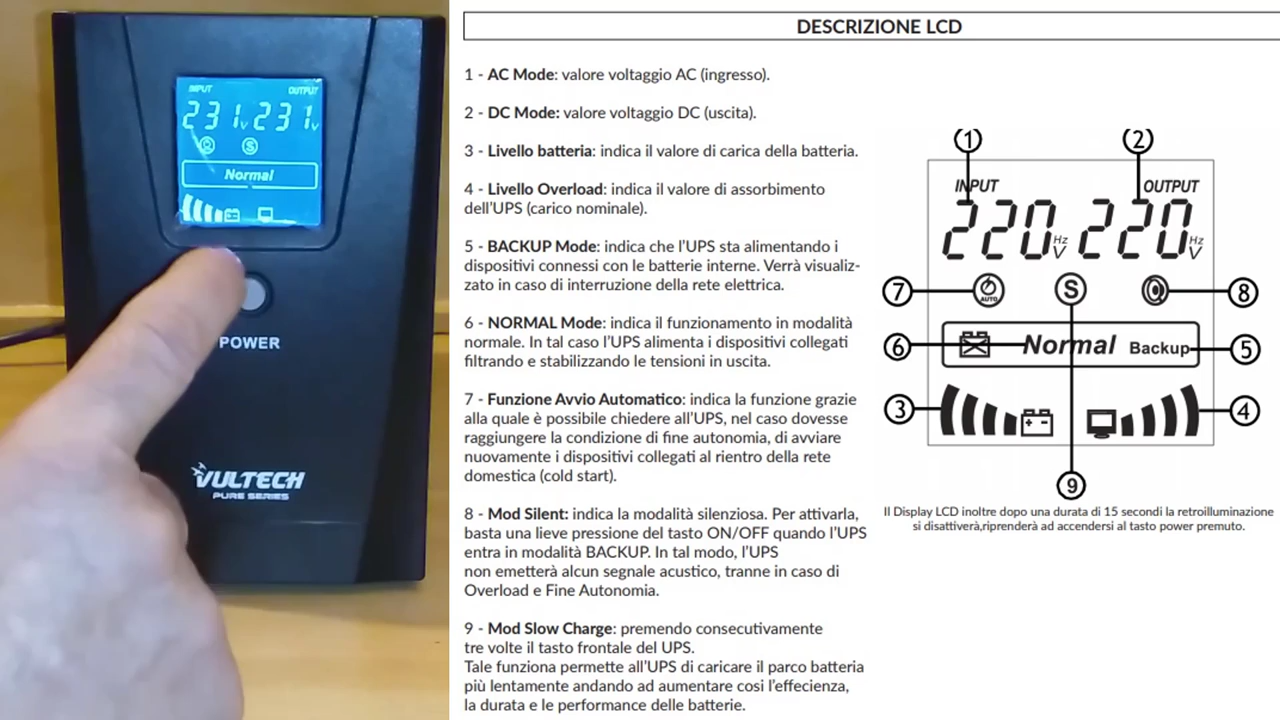 INPUT OUTPUT
231V 231V
S
Normal
POWER
VULTECH
PURE SERIES
DESCRIZIONE LCD
1 - AC Mode: valore voltaggio AC (ingresso).
2 - DC Mode: valore voltaggio DC (uscita).
3 - Livello batteria: indica il valore di carica della batteria.
4 - Livello Overload: indica il valore di assorbimento
dell'UPS (carico nominale).
5 - BACKUP Mode: indica che l'UPS sta alimentando i
dispositivi connessi con le batterie interne. Verrà visualiz-
zato in caso di interruzione della rete elettrica.
6 - NORMAL Mode: indica il funzionamento in modalità
normale. In tal caso l'UPS alimenta i dispositivi collegati
filtrando e stabilizzando le tensioni in uscita.
7 - Funzione Avvio Automatico: indica la funzione grazie
alla quale è possibile chiedere all'UPS, nel caso dovesse
raggiungere la condizione di fine autonomia, di avviare
nuovamente i dispositivi collegati al rientro della rete
domestica (cold start).
8 - Mod Silent: indica la modalità silenziosa. Per attivarla,
basta una lieve pressione del tasto ON/OFF quando l'UPS
entra in modalità BACKUP. In tal modo, l'UPS
non emetterà alcun segnale acustico, tranne in caso di
Overload e Fine Autonomia.
9 - Mod Slow Charge: premendo consecutivamente
tre volte il tasto frontale del UPS.
Tale funziona permette all'UPS di caricare il parco batteria
più lentamente andando ad aumentare cosi l'effecienza,
la durata e le performance delle batterie.
1 2
INPUT OUTPUT
220 Hz V 220 Hz V
7 AUTO S 8
6 Normal Backup 5
3 4
9
Il Display LCD inoltre dopo una durata di 15 secondi la retroilluminazione
si disattiverà,riprenderà ad accendersi al tasto power premuto.